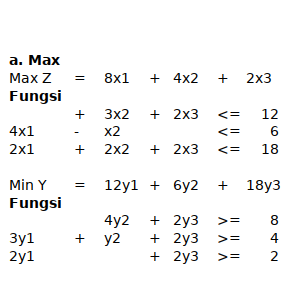 a. Max
Max Z = 8x1 + 4x2 + 2x3
Fungsi
+ 3x2 + 2x3 <= 12
4x1 - x2 <= 6
2x1 + 2x2 + 2x3 <= 18
Min Y = 12y1 + 6y2 + 18y3
Fungsi
4y2 + 2y3 >= 8
3y1 + y2 + 2y3 >= 4
2y1 + 2y3 >= 2